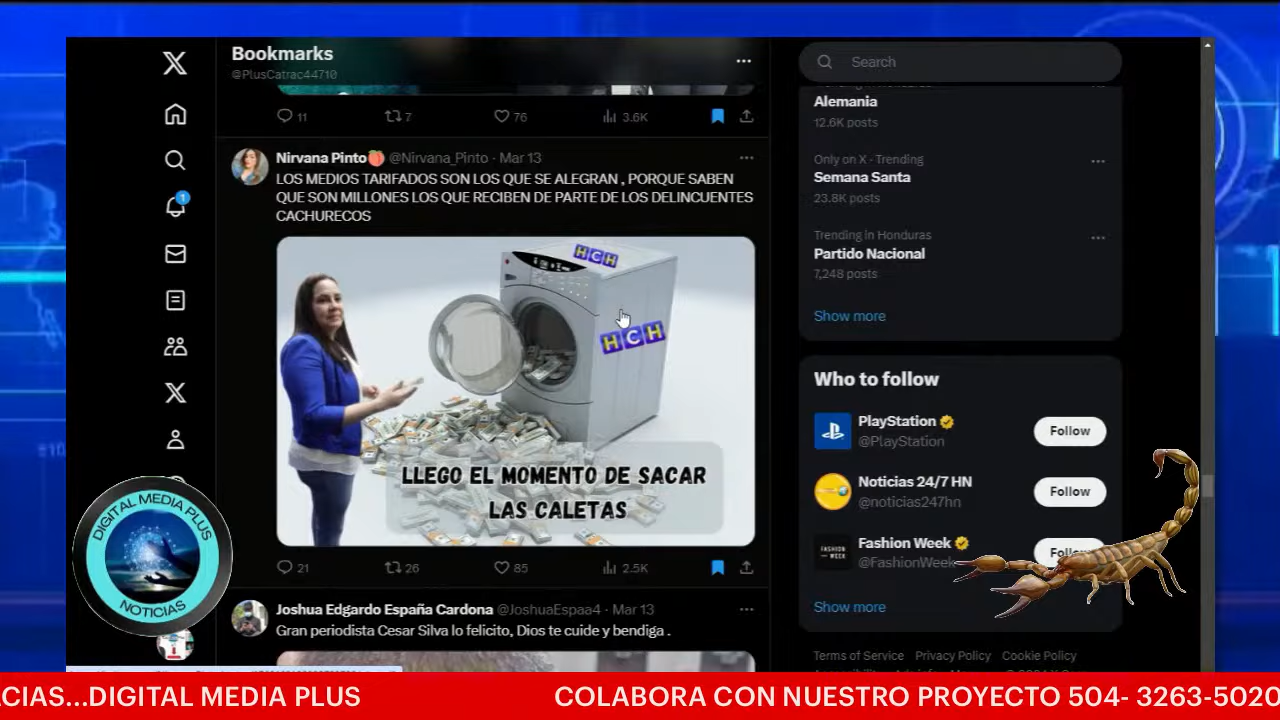 Bookmarks
@PlusCatrac44710
11
7
76
3.6K
Nirvana Pinto🍑 @Nirvana_Pinto · Mar 13
LOS MEDIOS TARIFADOS SON LOS QUE SE ALEGRAN , PORQUE SABEN
QUE SON MILLONES LOS QUE RECIBEN DE PARTE DE LOS DELINCUENTES
CACHURECOS
HCH
HCH
LLEGO EL MOMENTO DE SACAR
LAS CALETAS
21
26
85
2.5K
Joshua Edgardo España Cardona @JoshuaEspaa4 · Mar 13
Gran periodista Cesar Silva lo felicito, Dios te cuide y bendiga .
Search
Alemania
12.6K posts
Only on X · Trending
Semana Santa
23.8K posts
Trending in Honduras
Partido Nacional
7,248 posts
Show more
Who to follow
PlayStation
@PlayStation
Follow
Noticias 24/7 HN
@noticias247hn
Follow
FASHION
WEEK
Fashion Week
@FashionWeek
Follow
Show more
Terms of Service Privacy Policy Cookie Policy
1
DIGITAL MEDIA PLUS
NOTICIAS
CIAS...DIGITAL MEDIA PLUS COLABORA CON NUESTRO PROYECTO 504- 3263-5020